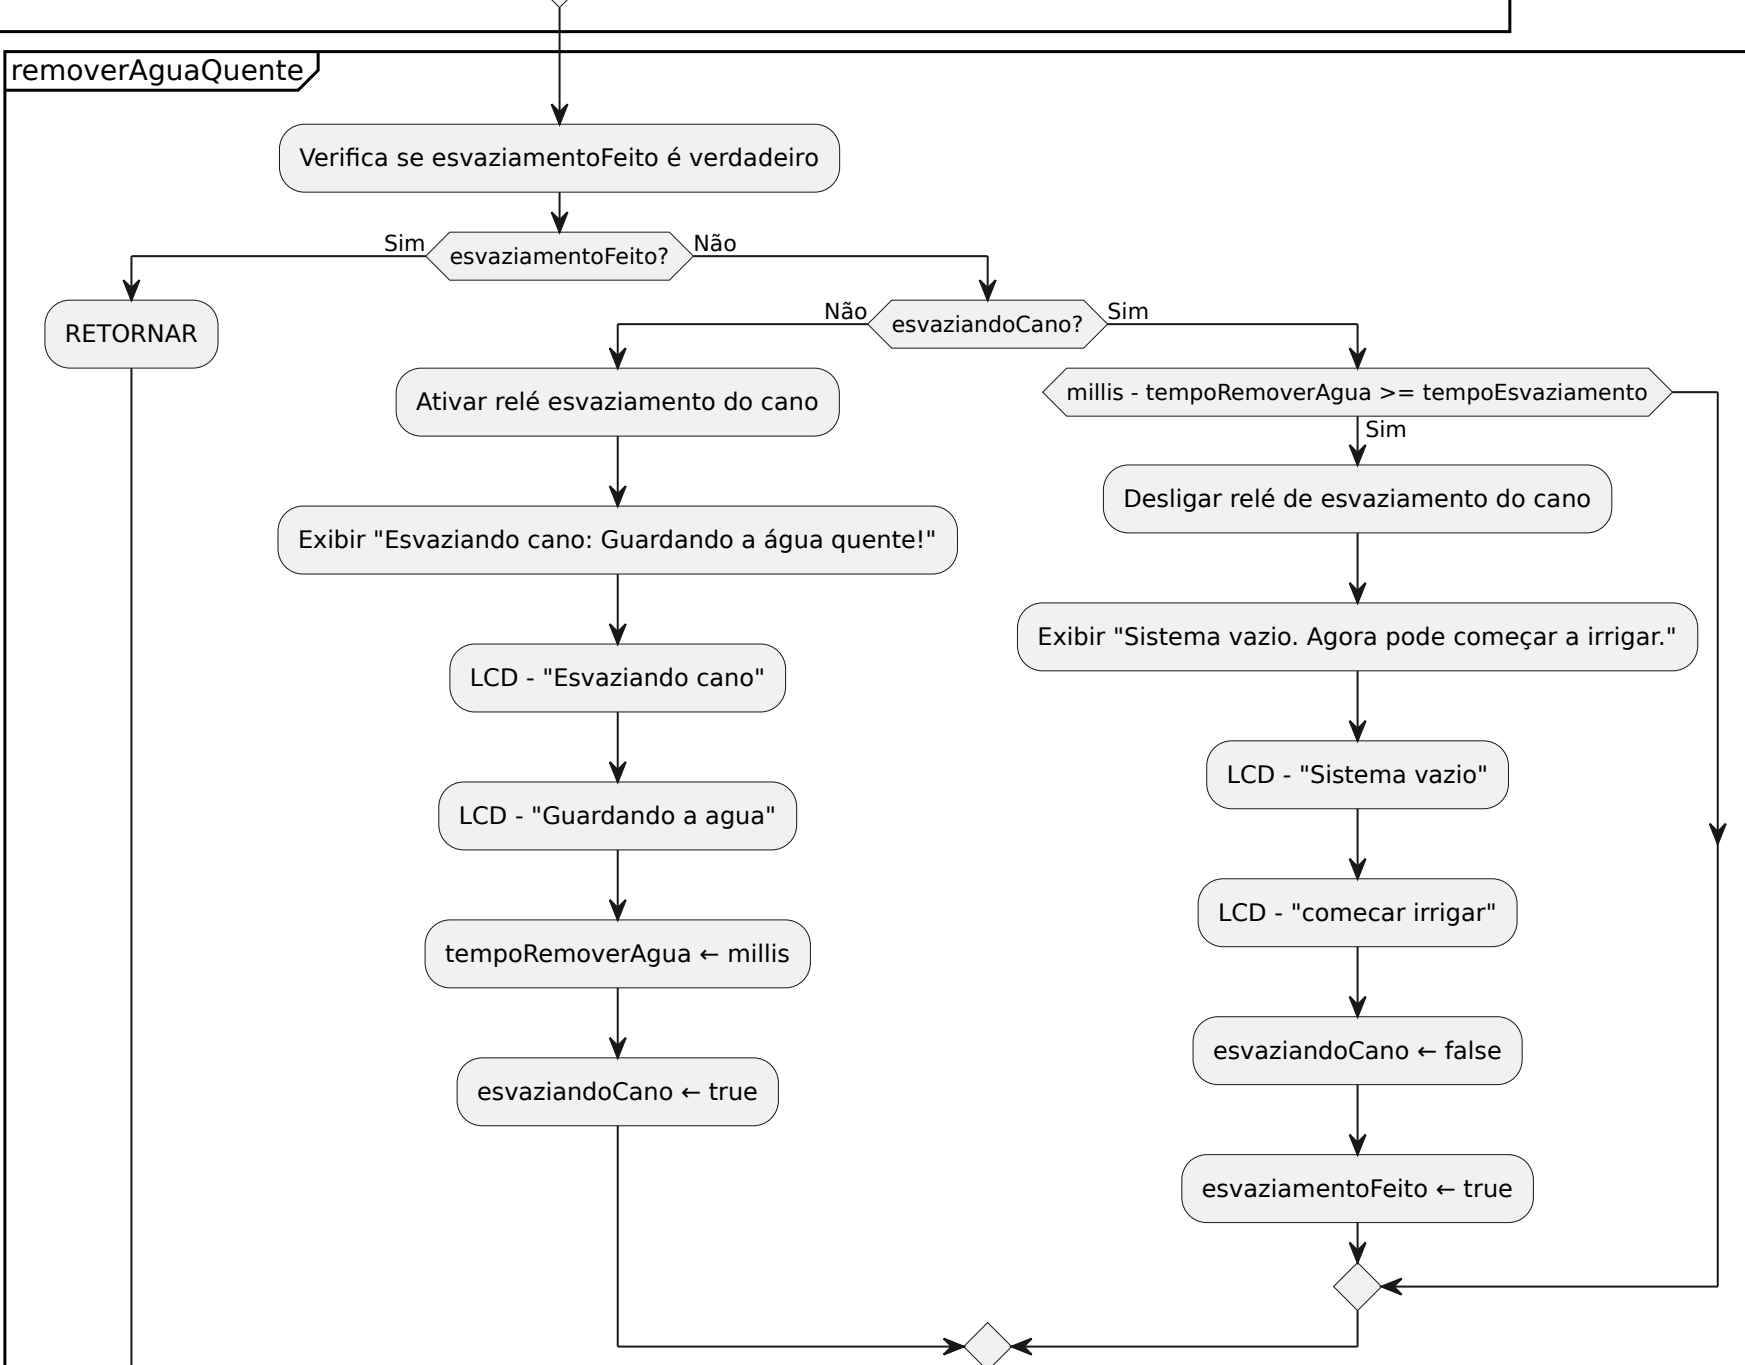 removerAguaQuente
Verifica se esvaziamentoFeito é verdadeiro
Sim
esvaziamentoFeito?
Não
RETORNAR
Não
esvaziandoCano?
Sim
Ativar relé esvaziamento do cano
Exibir "Esvaziando cano: Guardando a água quente!"
LCD - "Esvaziando cano"
LCD - "Guardando a agua"
tempoRemoverAgua ← millis
esvaziandoCano ← true
millis - tempoRemoverAgua >= tempoEsvaziamento
Sim
Desligar relé de esvaziamento do cano
Exibir "Sistema vazio. Agora pode começar a irrigar."
LCD - "Sistema vazio"
LCD - "comecar irrigar"
esvaziandoCano ← false
esvaziamentoFeito ← true